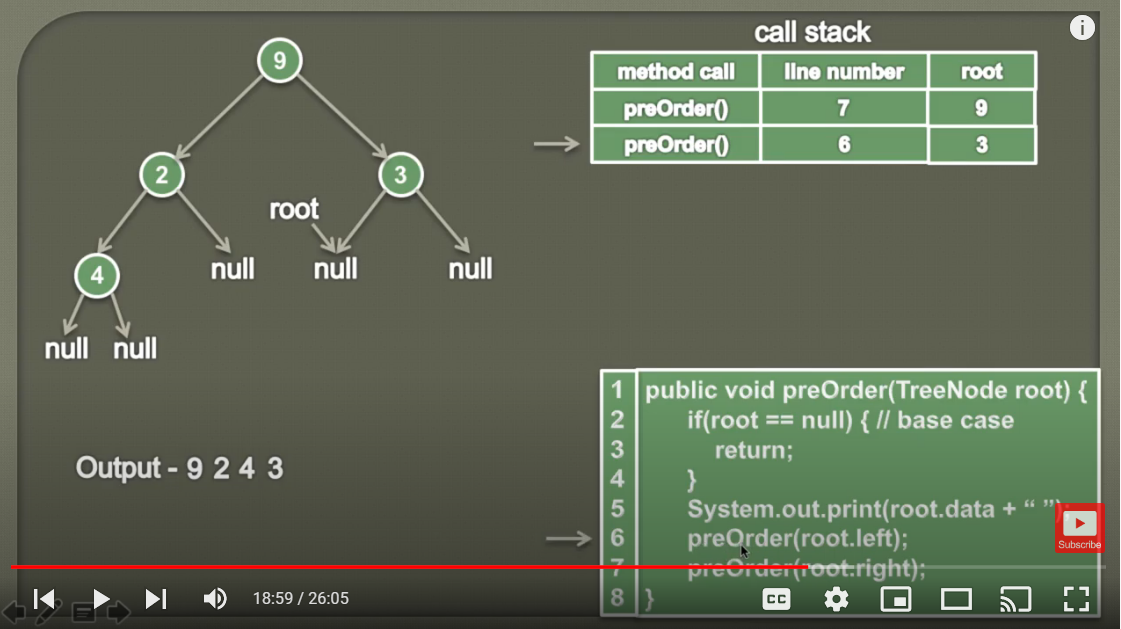 call stack
method call line number root
preOrder() 7 9
preOrder() 6 3
9
2 3
root
4 null null null
null null
Output - 9 2 4 3
1 public void preOrder(TreeNode root) {
2 if(root == null) { // base case
3 return;
4 }
5 System.out.print(root.data + “ ”);
6 preOrder(root.left);
7 preOrder(root.right);
8 }
Subscribe
18:59 / 26:05
CC
i